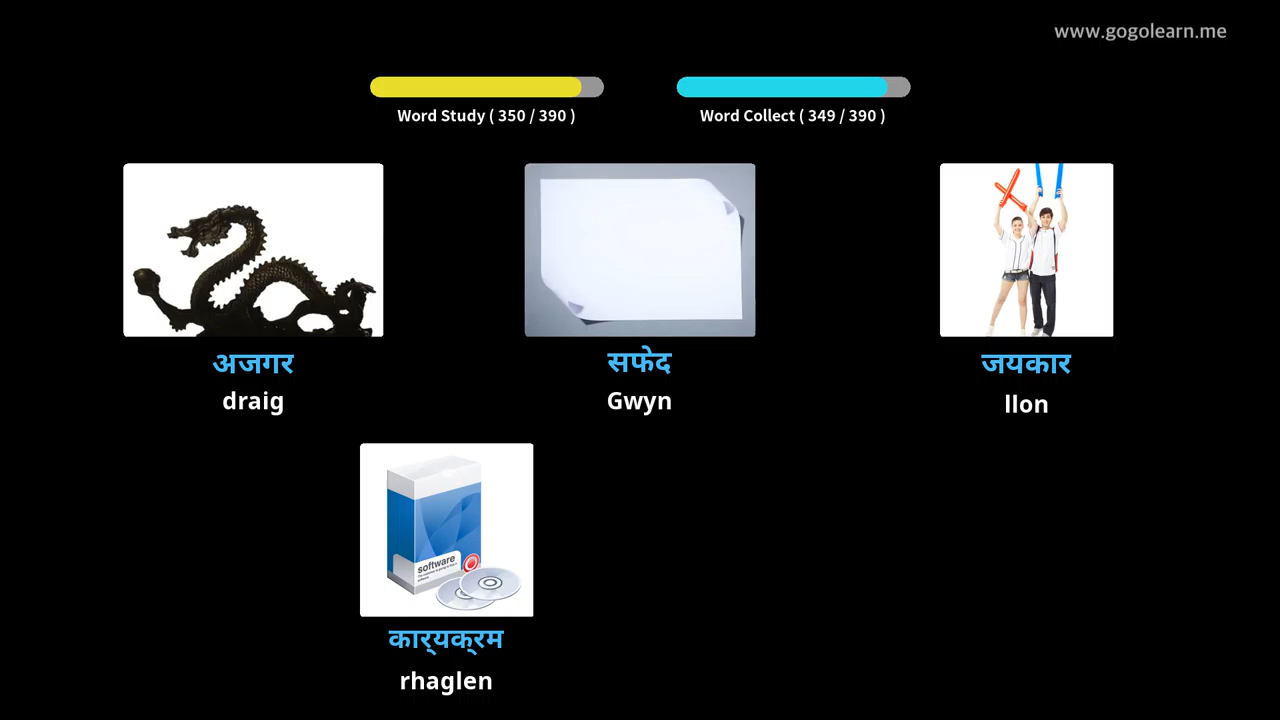 www.gogolearn.me
Word Study ( 350 / 390 )
Word Collect ( 349 / 390 )
अजगर
draig
सफेद
Gwyn
जयकार
llon
software
कार्‍यक्‍रम
rhaglen